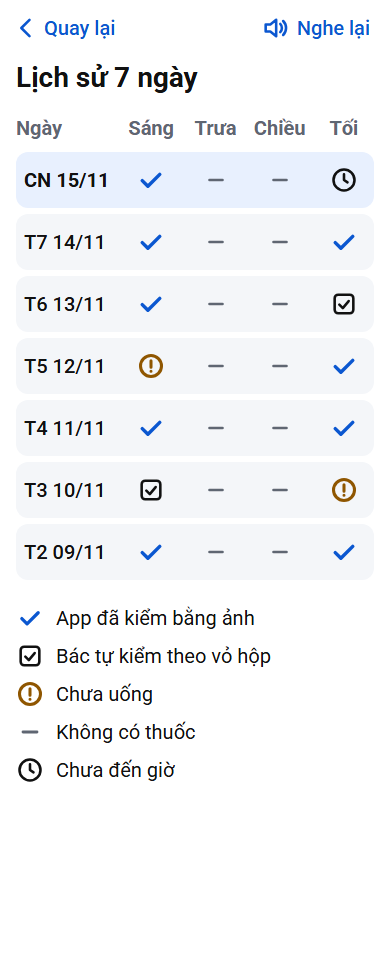 Quay lại Nghe lại
Lịch sử 7 ngày
Ngày Sáng Trưa Chiều Tối
CN 15/11
T7 14/11
T6 13/11
T5 12/11
T4 11/11
T3 10/11
T2 09/11
App đã kiểm bằng ảnh
Bác tự kiểm theo vỏ hộp
Chưa uống
Không có thuốc
Chưa đến giờ